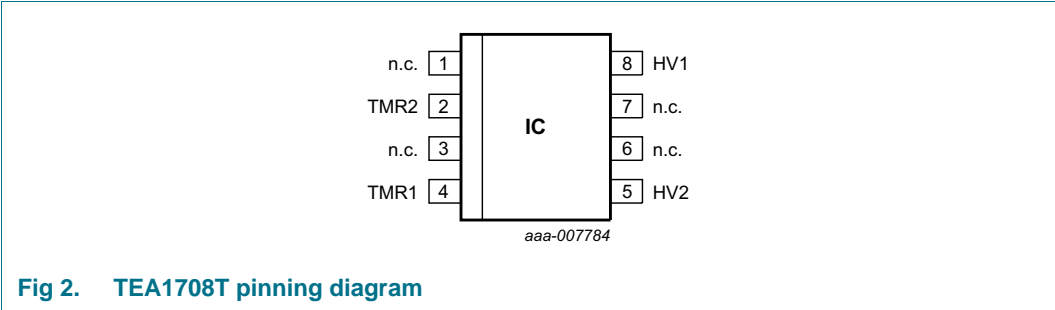 n.c. 1 8 HV1
TMR2 2 7 n.c.
IC
n.c. 3 6 n.c.
TMR1 4 5 HV2
aaa-007784
Fig 2. TEA1708T pinning diagram